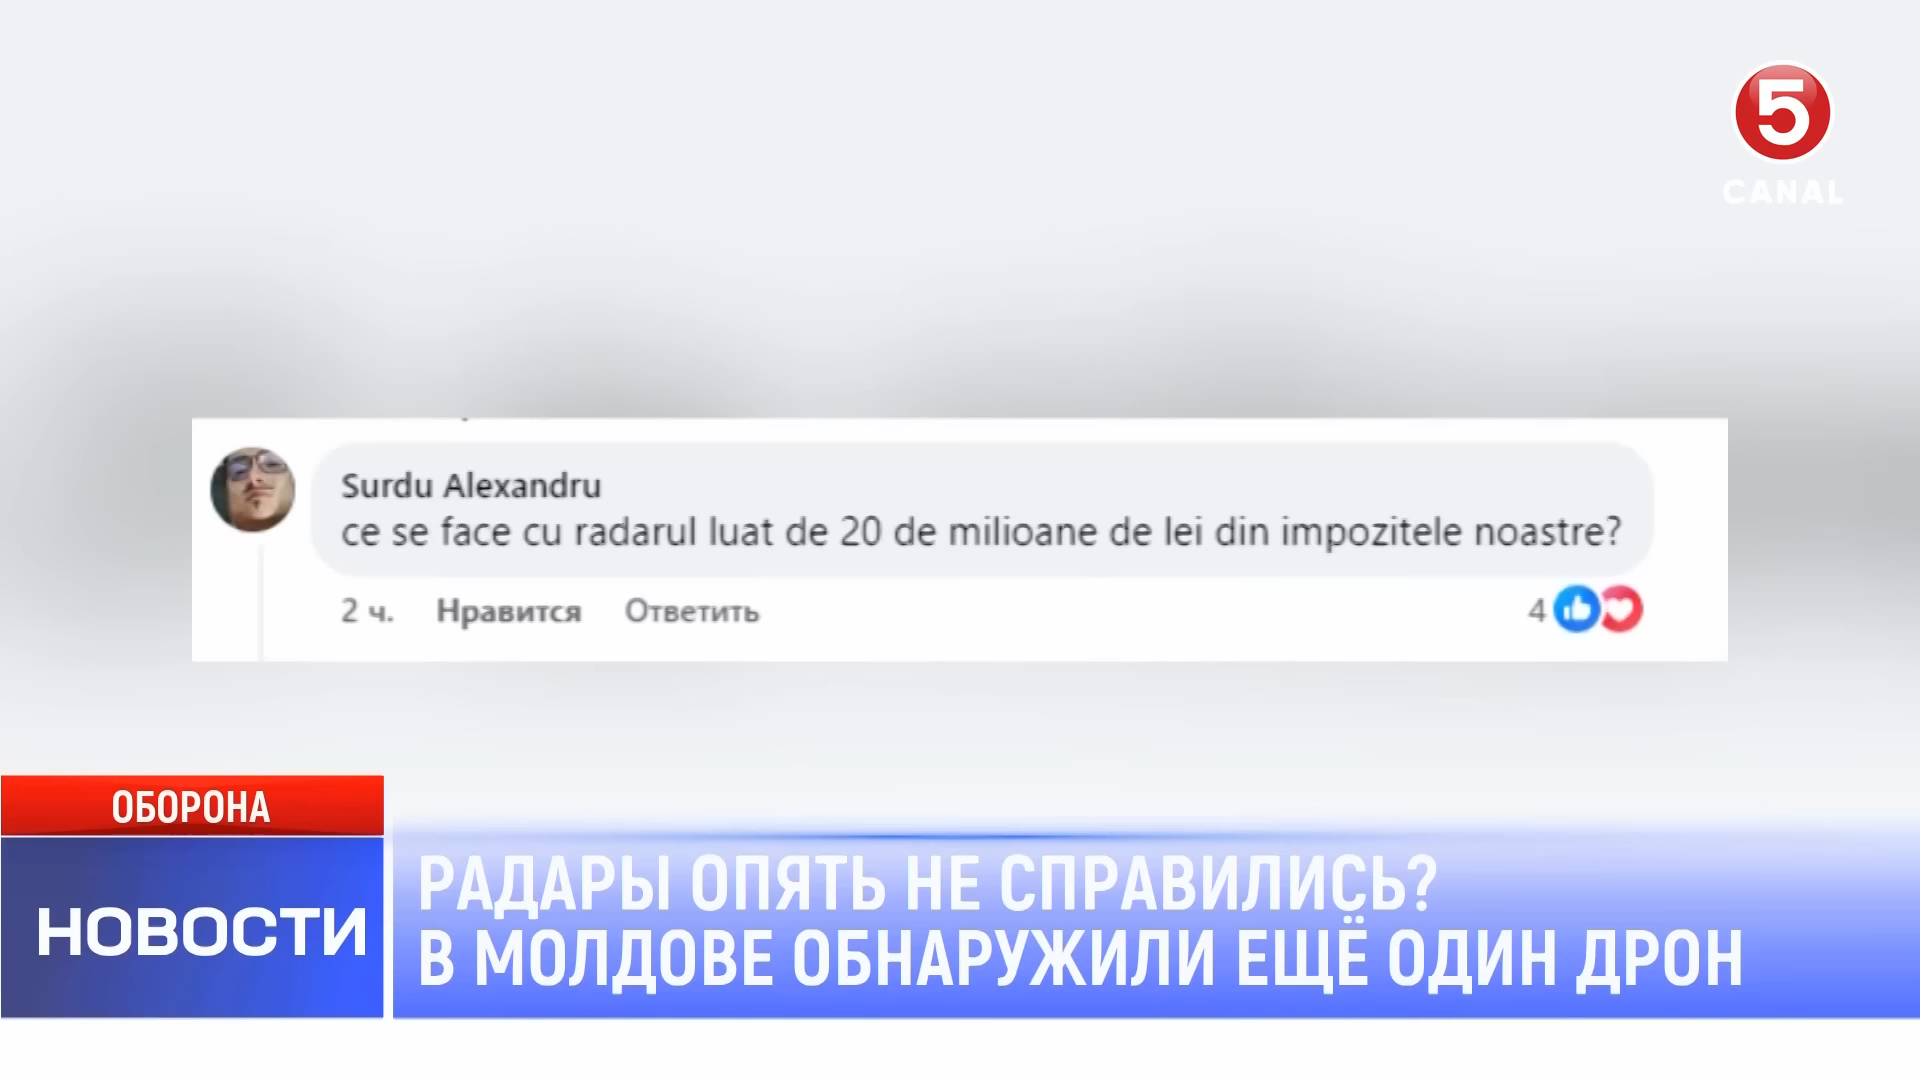 5
CANAL
Surdu Alexandru
ce se face cu radarul luat de 20 de milioane de lei din impozitele noastre?
2 ч. Нравится Ответить 4
ОБОРОНА
НОВОСТИ
РАДАРЫ ОПЯТЬ НЕ СПРАВИЛИСЬ?
В МОЛДОВЕ ОБНАРУЖИЛИ ЕЩЁ ОДИН ДРОН